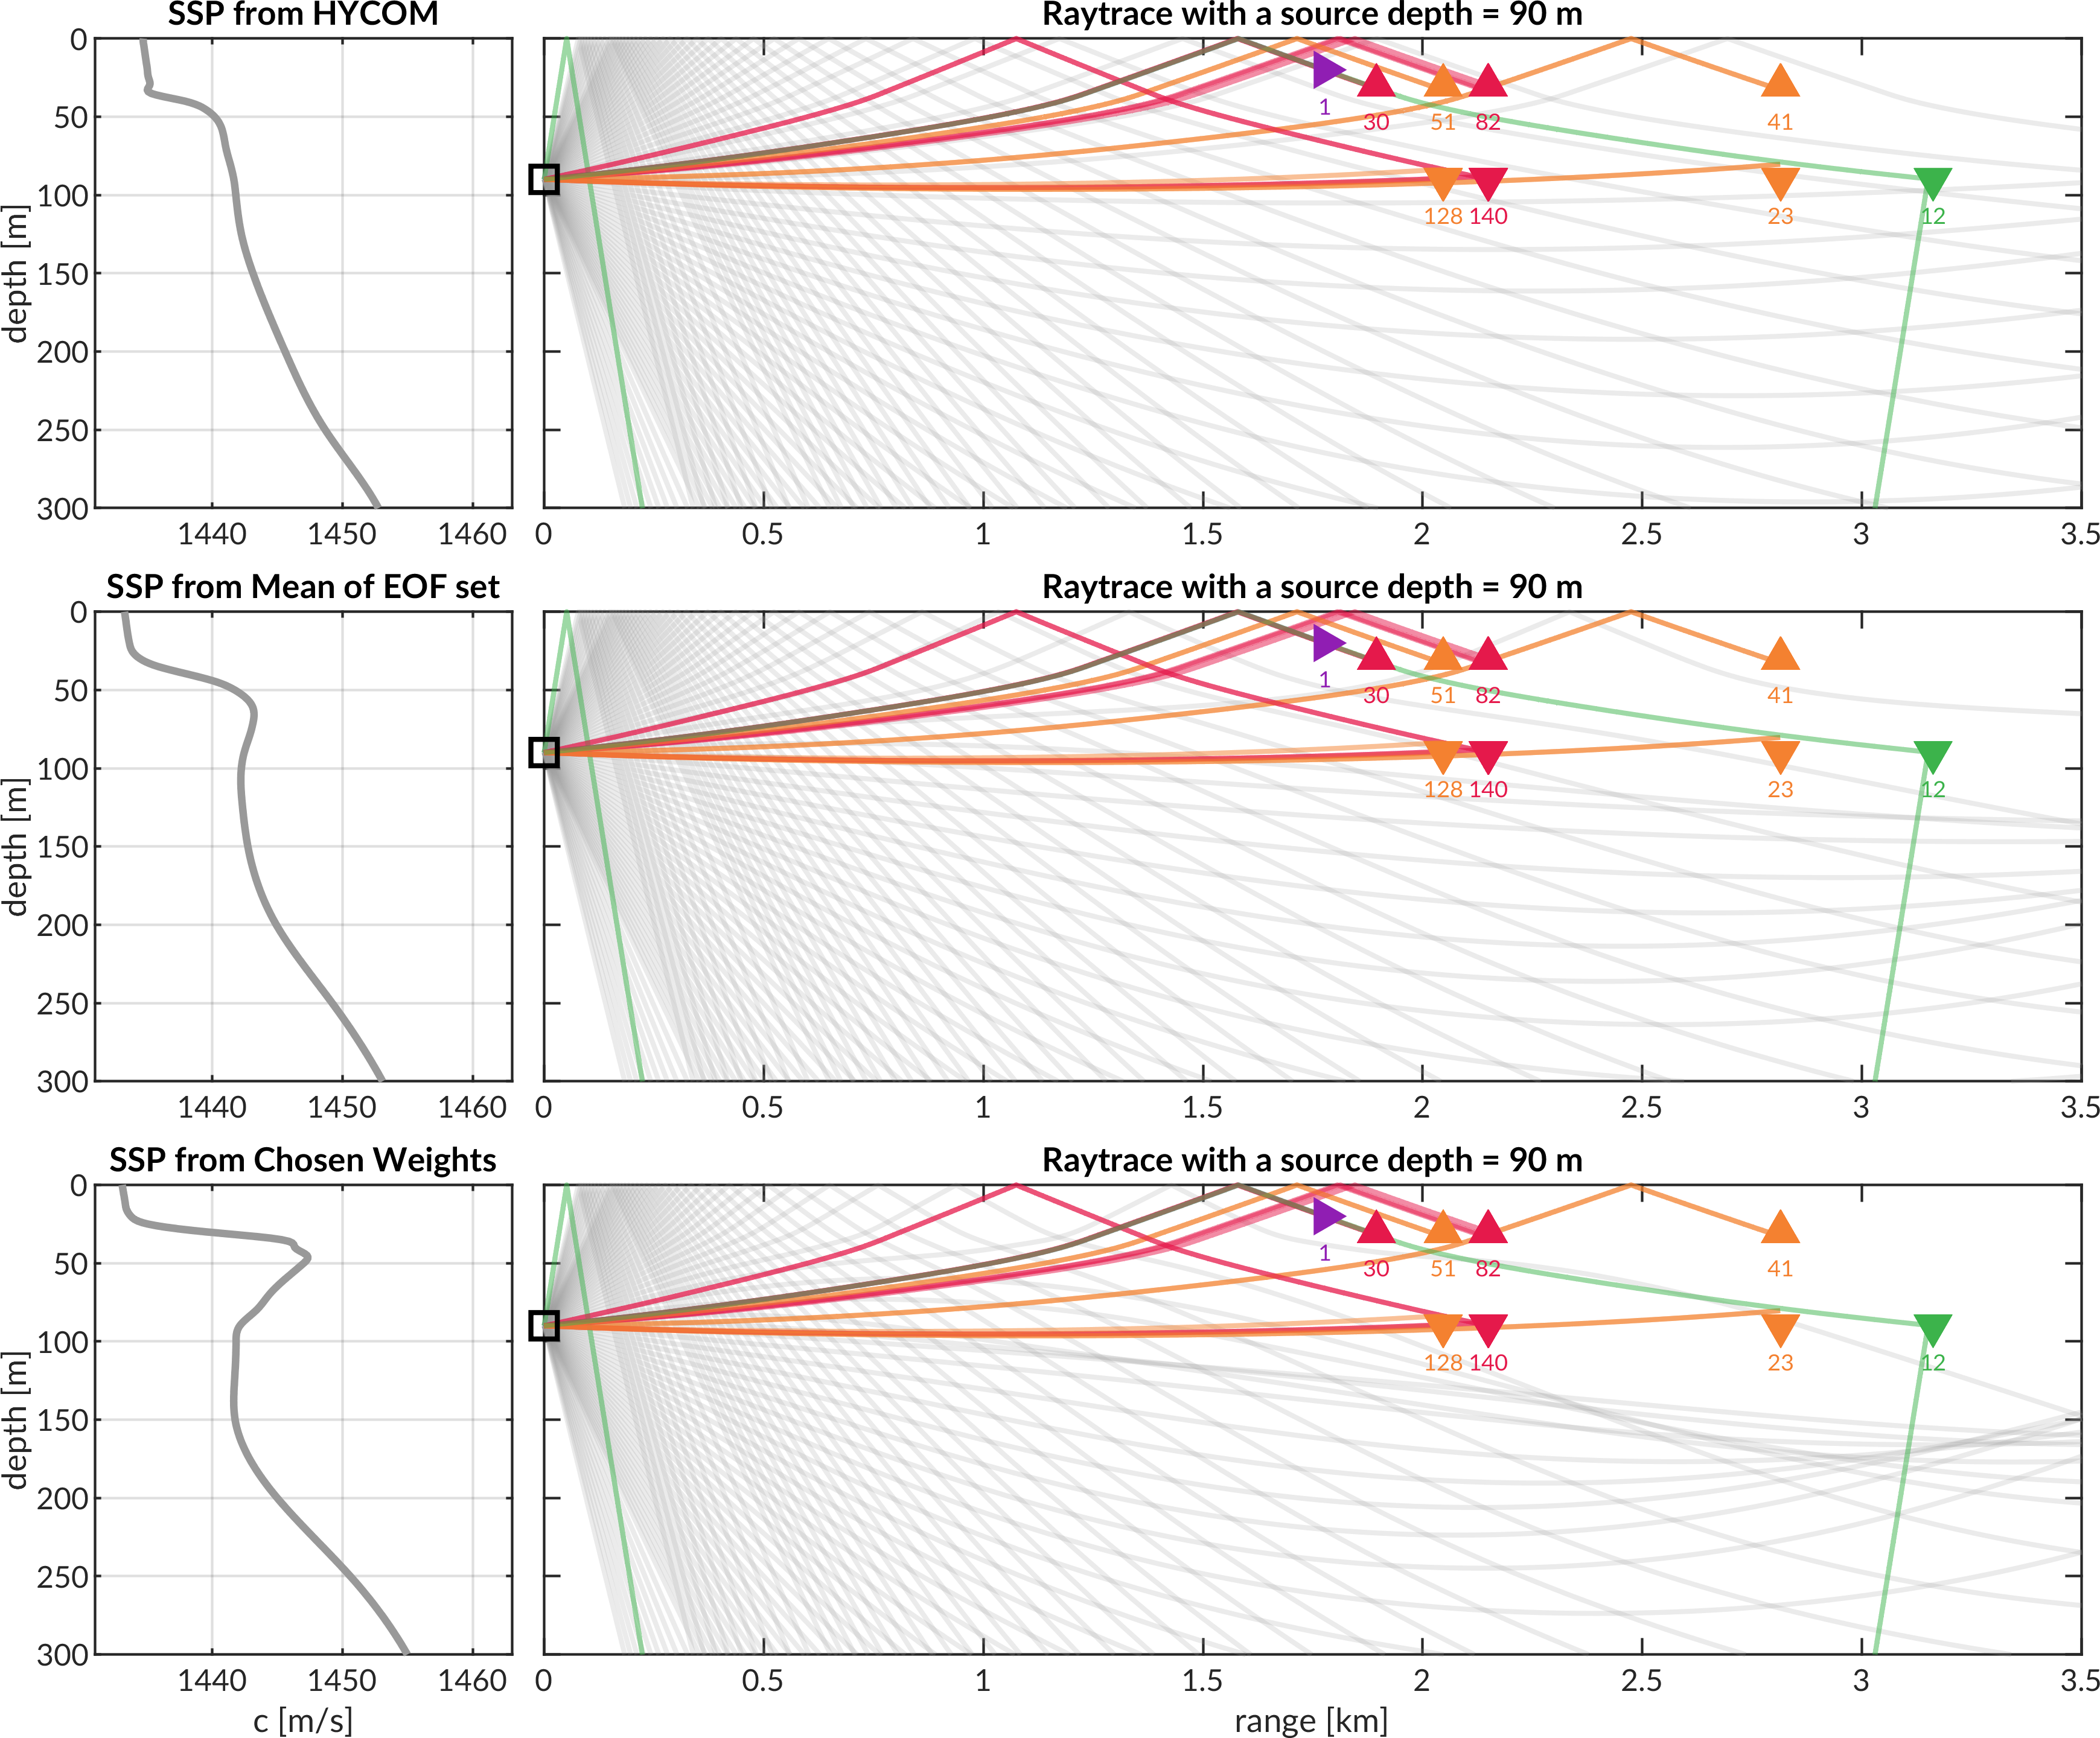 SSP from HYCOM
Raytrace with a source depth = 90 m
0
50
100
150
200
250
300
depth [m]
1440 1450 1460
1 30 51 82 41
128 140 23 12
0 0.5 1 1.5 2 2.5 3 3.5
SSP from Mean of EOF set
Raytrace with a source depth = 90 m
0
50
100
150
200
250
300
depth [m]
1440 1450 1460
1 30 51 82 41
128 140 23 12
0 0.5 1 1.5 2 2.5 3 3.5
SSP from Chosen Weights
Raytrace with a source depth = 90 m
0
50
100
150
200
250
300
depth [m]
1440 1450 1460
c [m/s]
1 30 51 82 41
128 140 23 12
0 0.5 1 1.5 2 2.5 3 3.5
range [km]